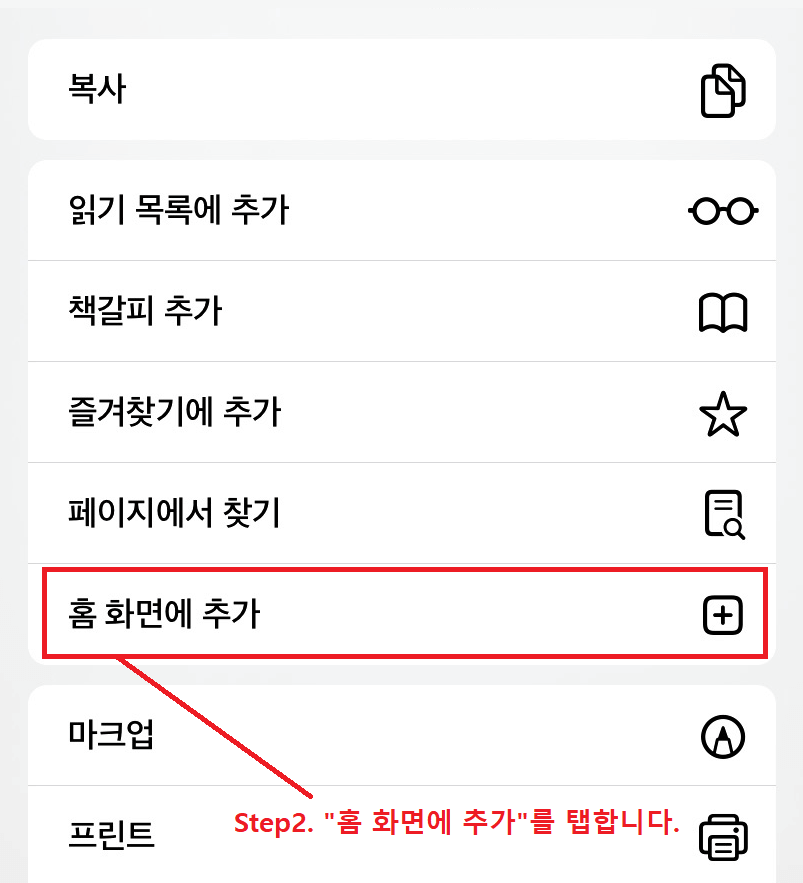 복사
읽기 목록에 추가
책갈피 추가
즐겨찾기에 추가
페이지에서 찾기
홈 화면에 추가
마크업
Step2. "홈 화면에 추가"를 탭합니다.
프린트